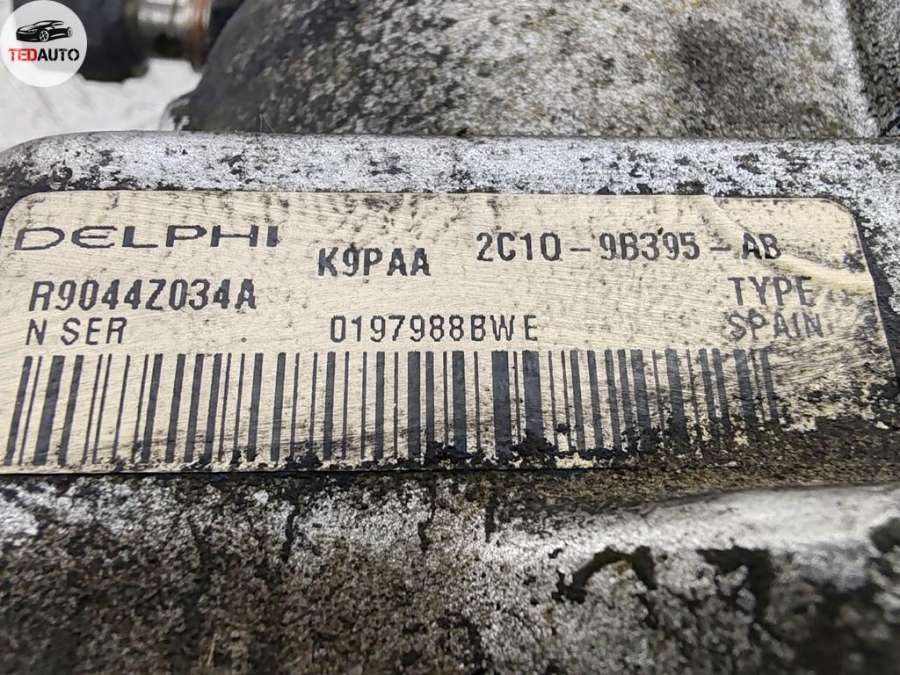 TEDAUTO
DELPHI K9PAA 2C1Q-9B395-AB
R9044Z034A TYPE
N SER 0197988BWE SPAIN